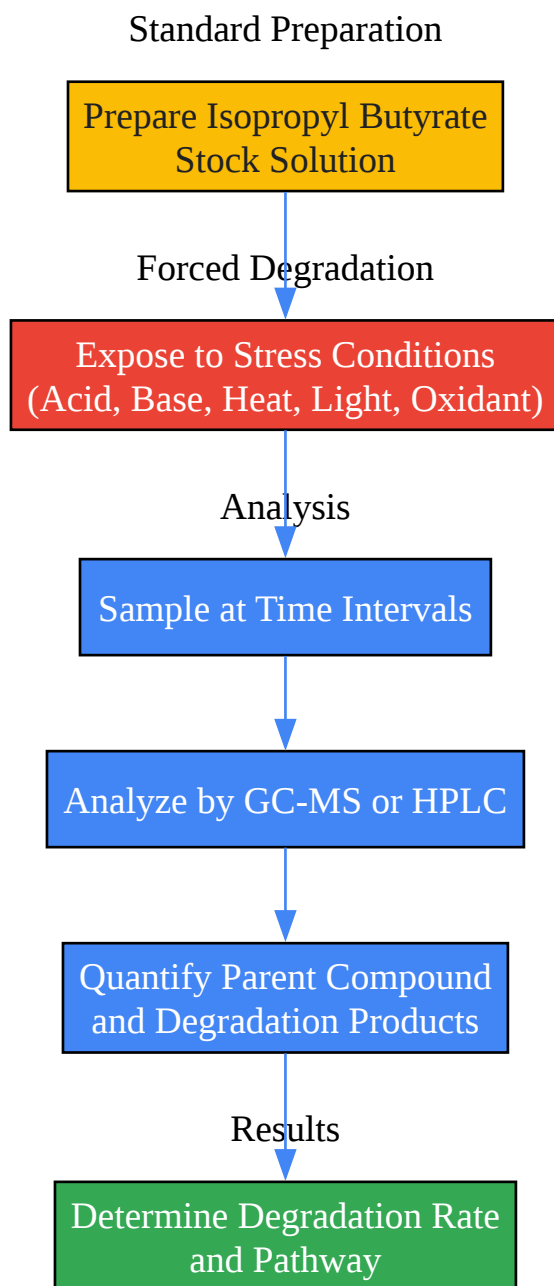 Standard Preparation
Prepare Isopropyl Butyrate
Stock Solution
Forced Degradation
Expose to Stress Conditions
(Acid, Base, Heat, Light, Oxidant)
Analysis
Sample at Time Intervals
Analyze by GC-MS or HPLC
Quantify Parent Compound
and Degradation Products
Results
Determine Degradation Rate
and Pathway